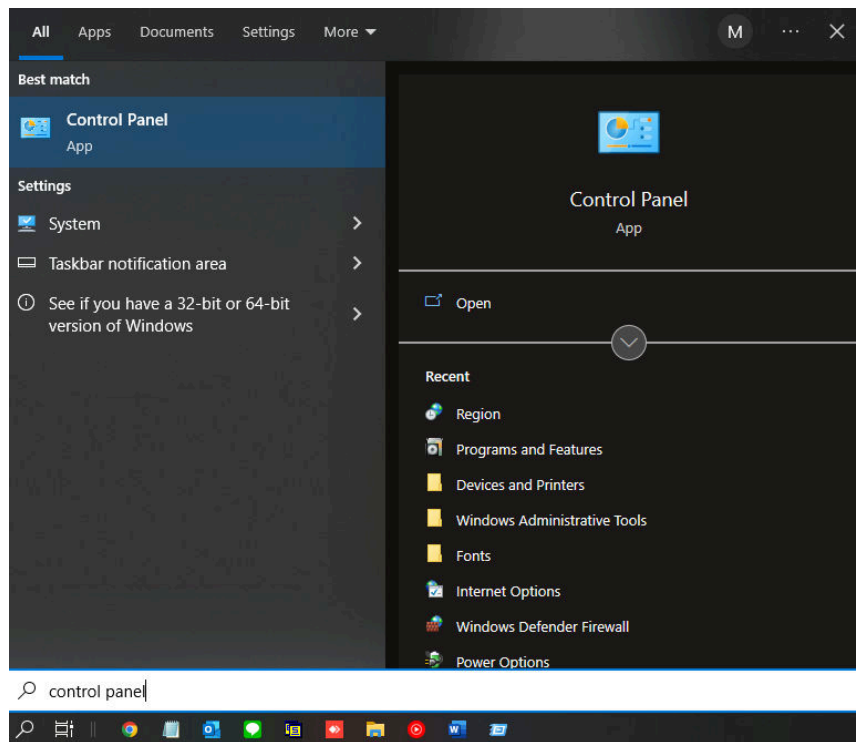 All Apps Documents Settings More M ...
Best match
Control Panel
App
Settings
System
Taskbar notification area
See if you have a 32-bit or 64-bit
version of Windows
Control Panel
App
Open
Recent
Region
Programs and Features
Devices and Printers
Windows Administrative Tools
Fonts
Internet Options
Windows Defender Firewall
Power Options
control panel